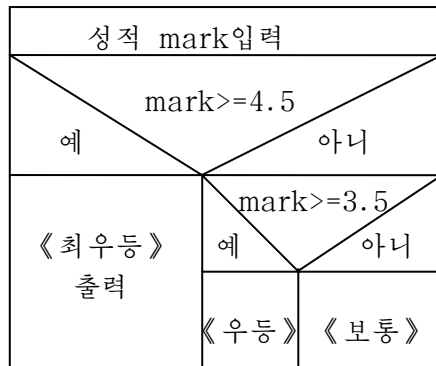 성적 mark입력
mark>=4.5
예
아니
mark>=3.5
《최우등》
출력
예
아니
《우등》
《보통》